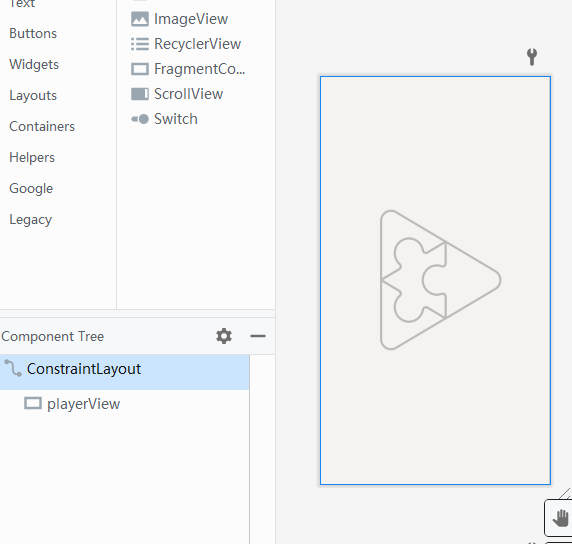 Text
Buttons
Widgets
Layouts
Containers
Helpers
Google
Legacy
ImageView
RecyclerView
FragmentCo...
ScrollView
Switch
Component Tree
ConstraintLayout
playerView